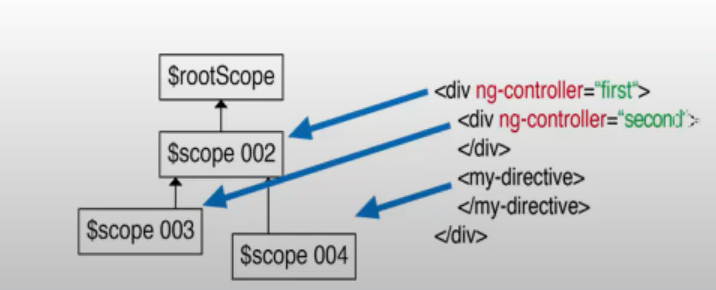 $rootScope
$scope 002
$scope 003
$scope 004
<div ng-controller="first">
<div ng-controller="second">
</div>
<my-directive>
</my-directive>
</div>